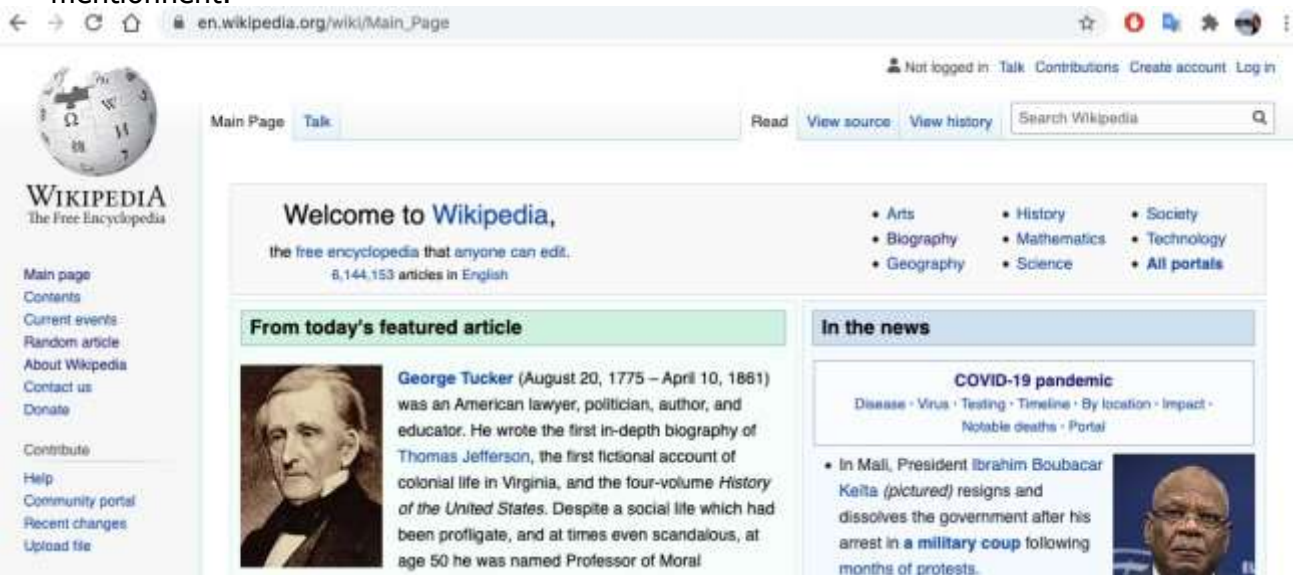 mentionnent.
en.wikipedia.org/wiki/Main_Page
Not logged in Talk Contributions Create account Log in
Main Page Talk
Read View source View history Search Wikipedia
WIKIPEDIA
The Free Encyclopedia
Main page
Contents
Current events
Random article
About Wikipedia
Contact us
Donate
Contribute
Help
Community portal
Recent changes
Upload file
Welcome to Wikipedia,
the free encyclopedia that anyone can edit.
6,144,153 articles in English
• Arts
• Biography
• Geography
• History
• Mathematics
• Science
• Society
• Technology
• All portals
From today's featured article
George Tucker (August 20, 1775 – April 10, 1861)
was an American lawyer, politician, author, and
educator. He wrote the first in-depth biography of
Thomas Jefferson, the first fictional account of
colonial life in Virginia, and the four-volume History
of the United States. Despite a social life which had
been profligate, and at times even scandalous, at
age 50 he was named Professor of Moral
In the news
COVID-19 pandemic
Disease · Virus · Testing · Timeline · By location · Impact ·
Notable deaths · Portal
• In Mali, President Ibrahim Boubacar
Keïta (pictured) resigns and
dissolves the government after his
arrest in a military coup following
months of protests.